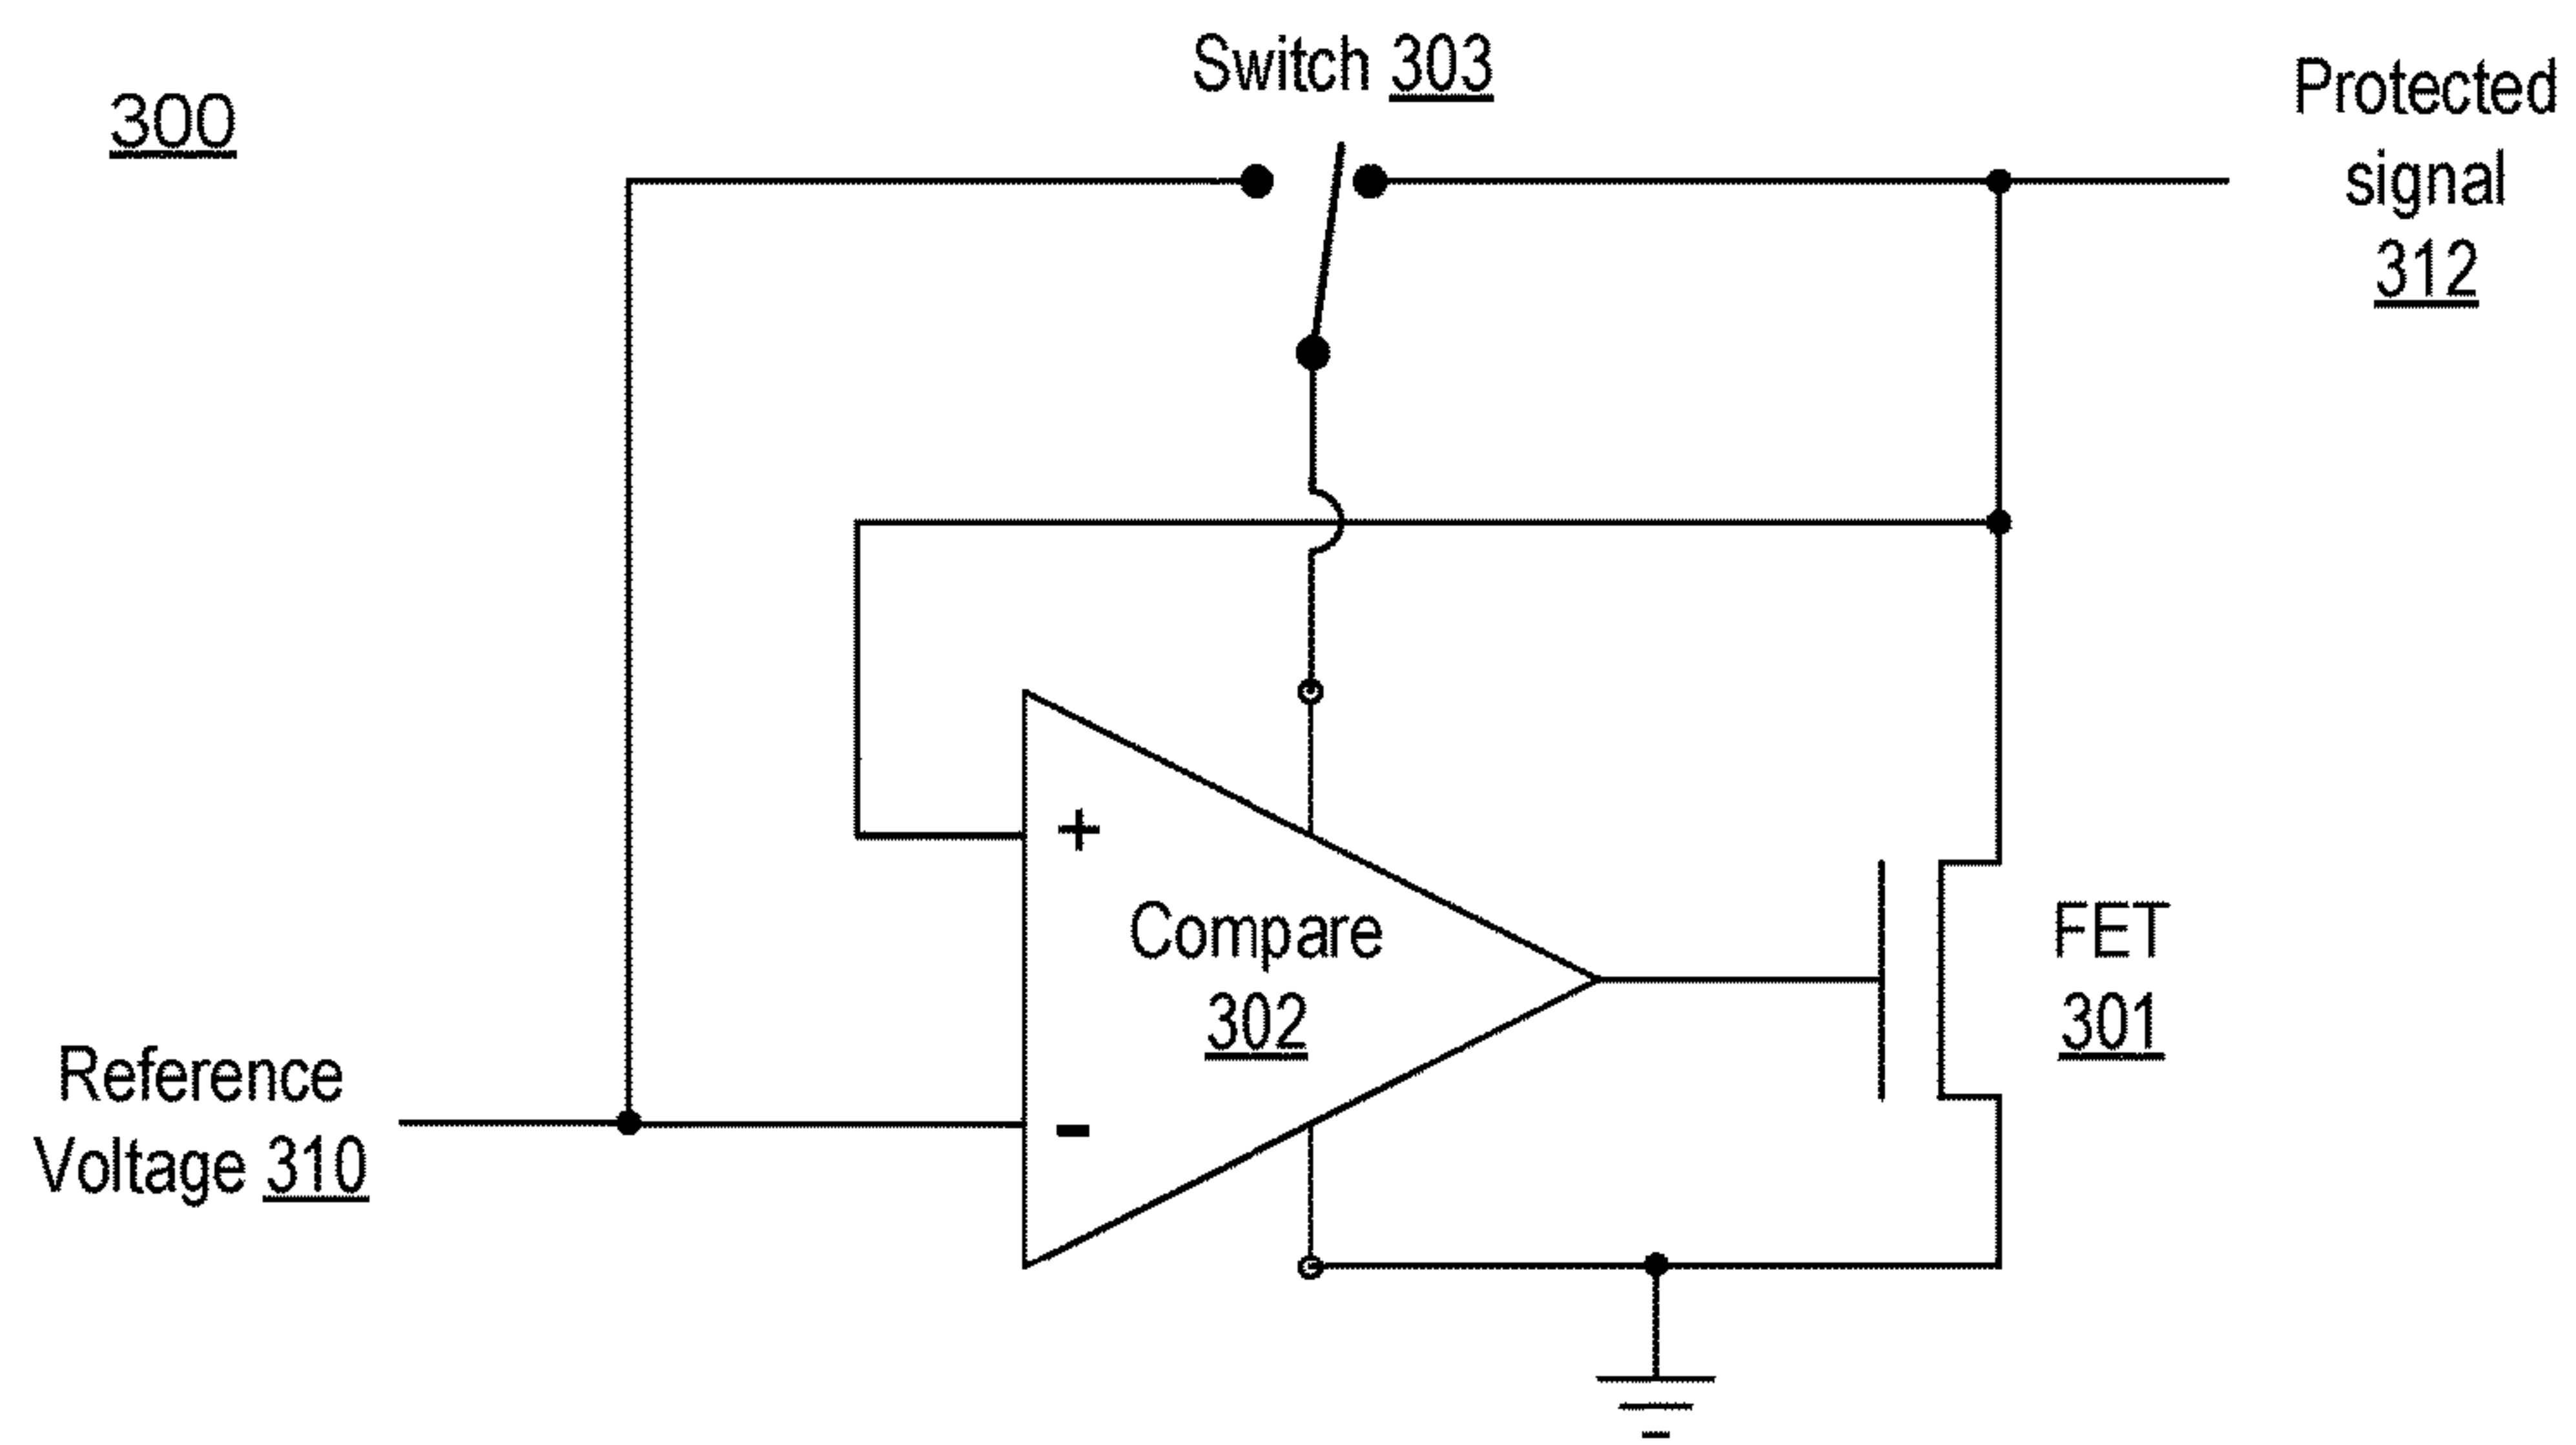 300
Switch 303
Protected
signal
312
+
Compare
302
-
FET
301
Reference
Voltage 310